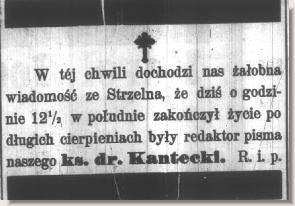 W téj chwili dochodzi nas żałobna
wiadomość ze Strzelna, że dziś o godzi-
nie 12½ w południe zakończył życie po
długich cierpieniach były redaktor pisma
naszego ks. dr. Kantecki. R. i. p.